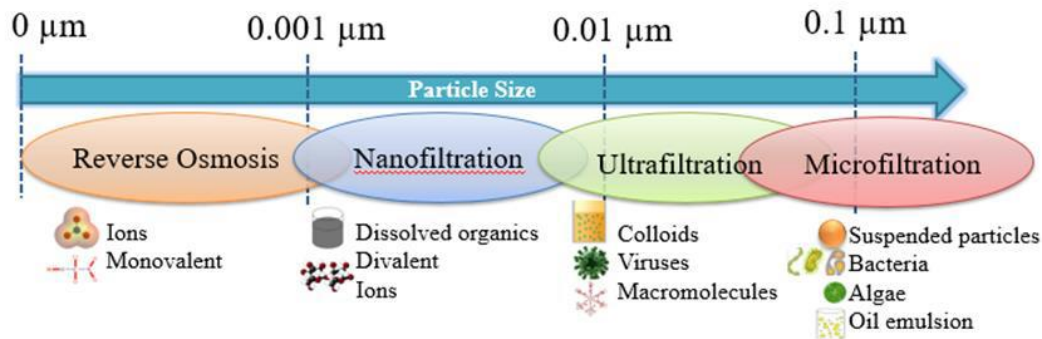 0 µm
0.001 µm
0.01 µm
0.1 µm
Particle Size
Reverse Osmosis
Nanofiltration
Ultrafiltration
Microfiltration
Ions
Monovalent
Dissolved organics
Divalent
Ions
Colloids
Viruses
Macromolecules
Suspended particles
Bacteria
Algae
Oil emulsion